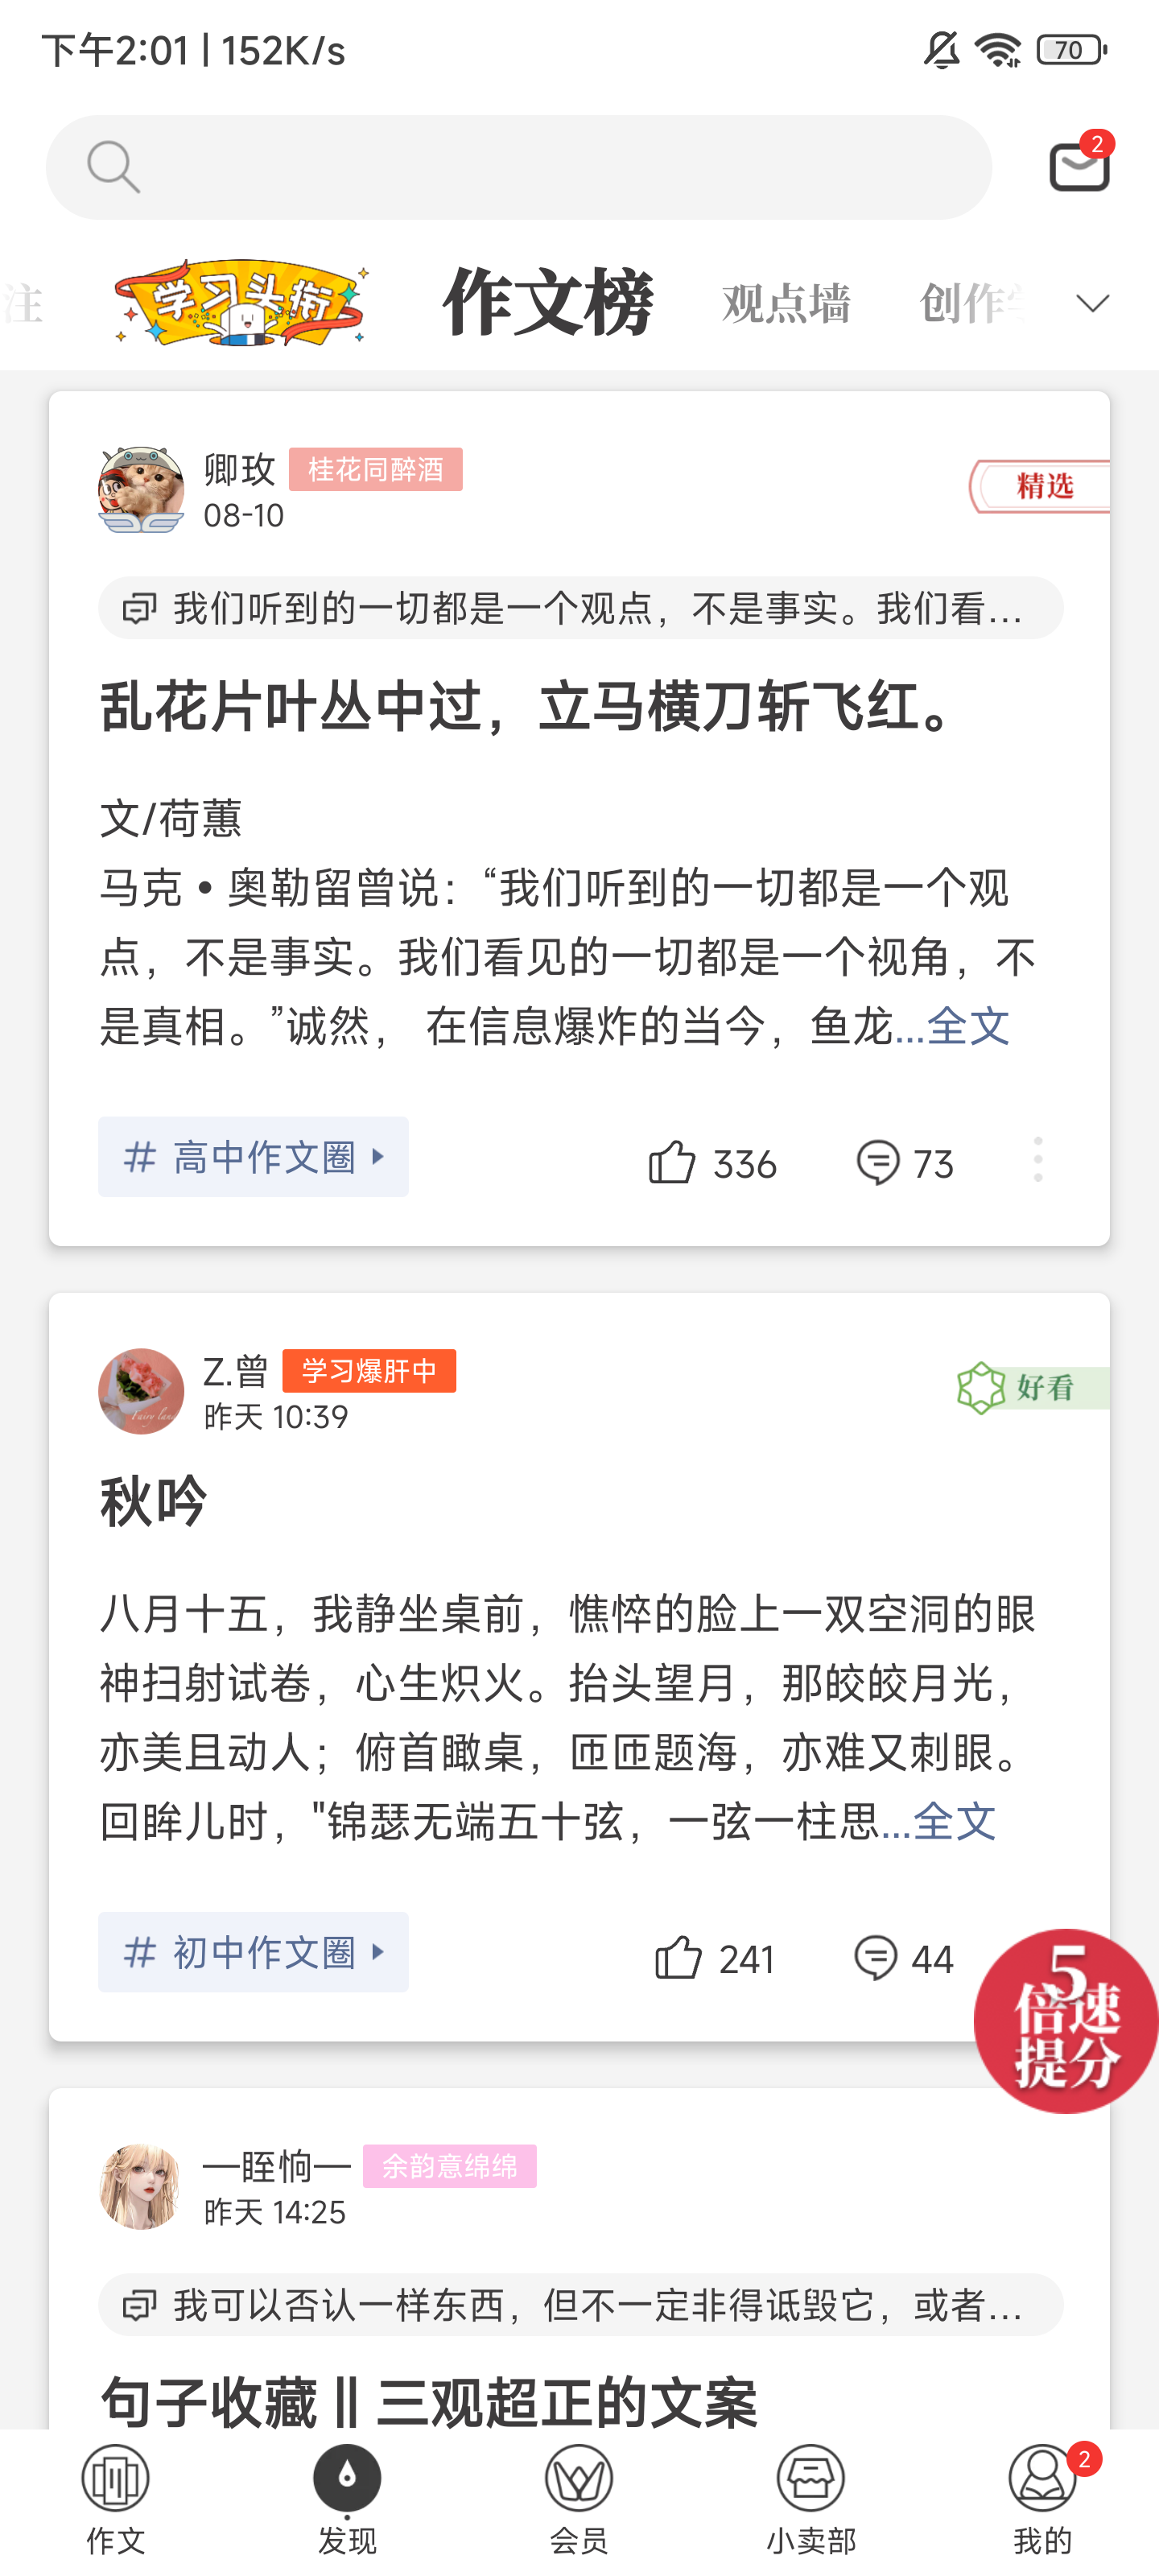 下午2:01 | 152K/s
70
2
注
学习头衔
作文榜
观点墙
创作学
卿玫
桂花同醉酒
08-10
精选
我们听到的一切都是一个观点，不是事实。我们看...
乱花片叶丛中过，立马横刀斩飞红。
文/荷蕙
马克•奥勒留曾说：“我们听到的一切都是一个观
点，不是事实。我们看见的一切都是一个视角，不
是真相。”诚然， 在信息爆炸的当今，鱼龙...全文
# 高中作文圈
336
73
Z.曾
学习爆肝中
昨天 10:39
好看
秋吟
八月十五，我静坐桌前，憔悴的脸上一双空洞的眼
神扫射试卷，心生炽火。抬头望月，那皎皎月光，
亦美且动人；俯首瞰桌，匝匝题海，亦难又刺眼。
回眸儿时，"锦瑟无端五十弦，一弦一柱思...全文
# 初中作文圈
241
44
5
倍速
提分
—眰恦—
余韵意绵绵
昨天 14:25
我可以否认一样东西，但不一定非得诋毁它，或者...
句子收藏‖三观超正的文案
作文
发现
会员
小卖部
我的
2